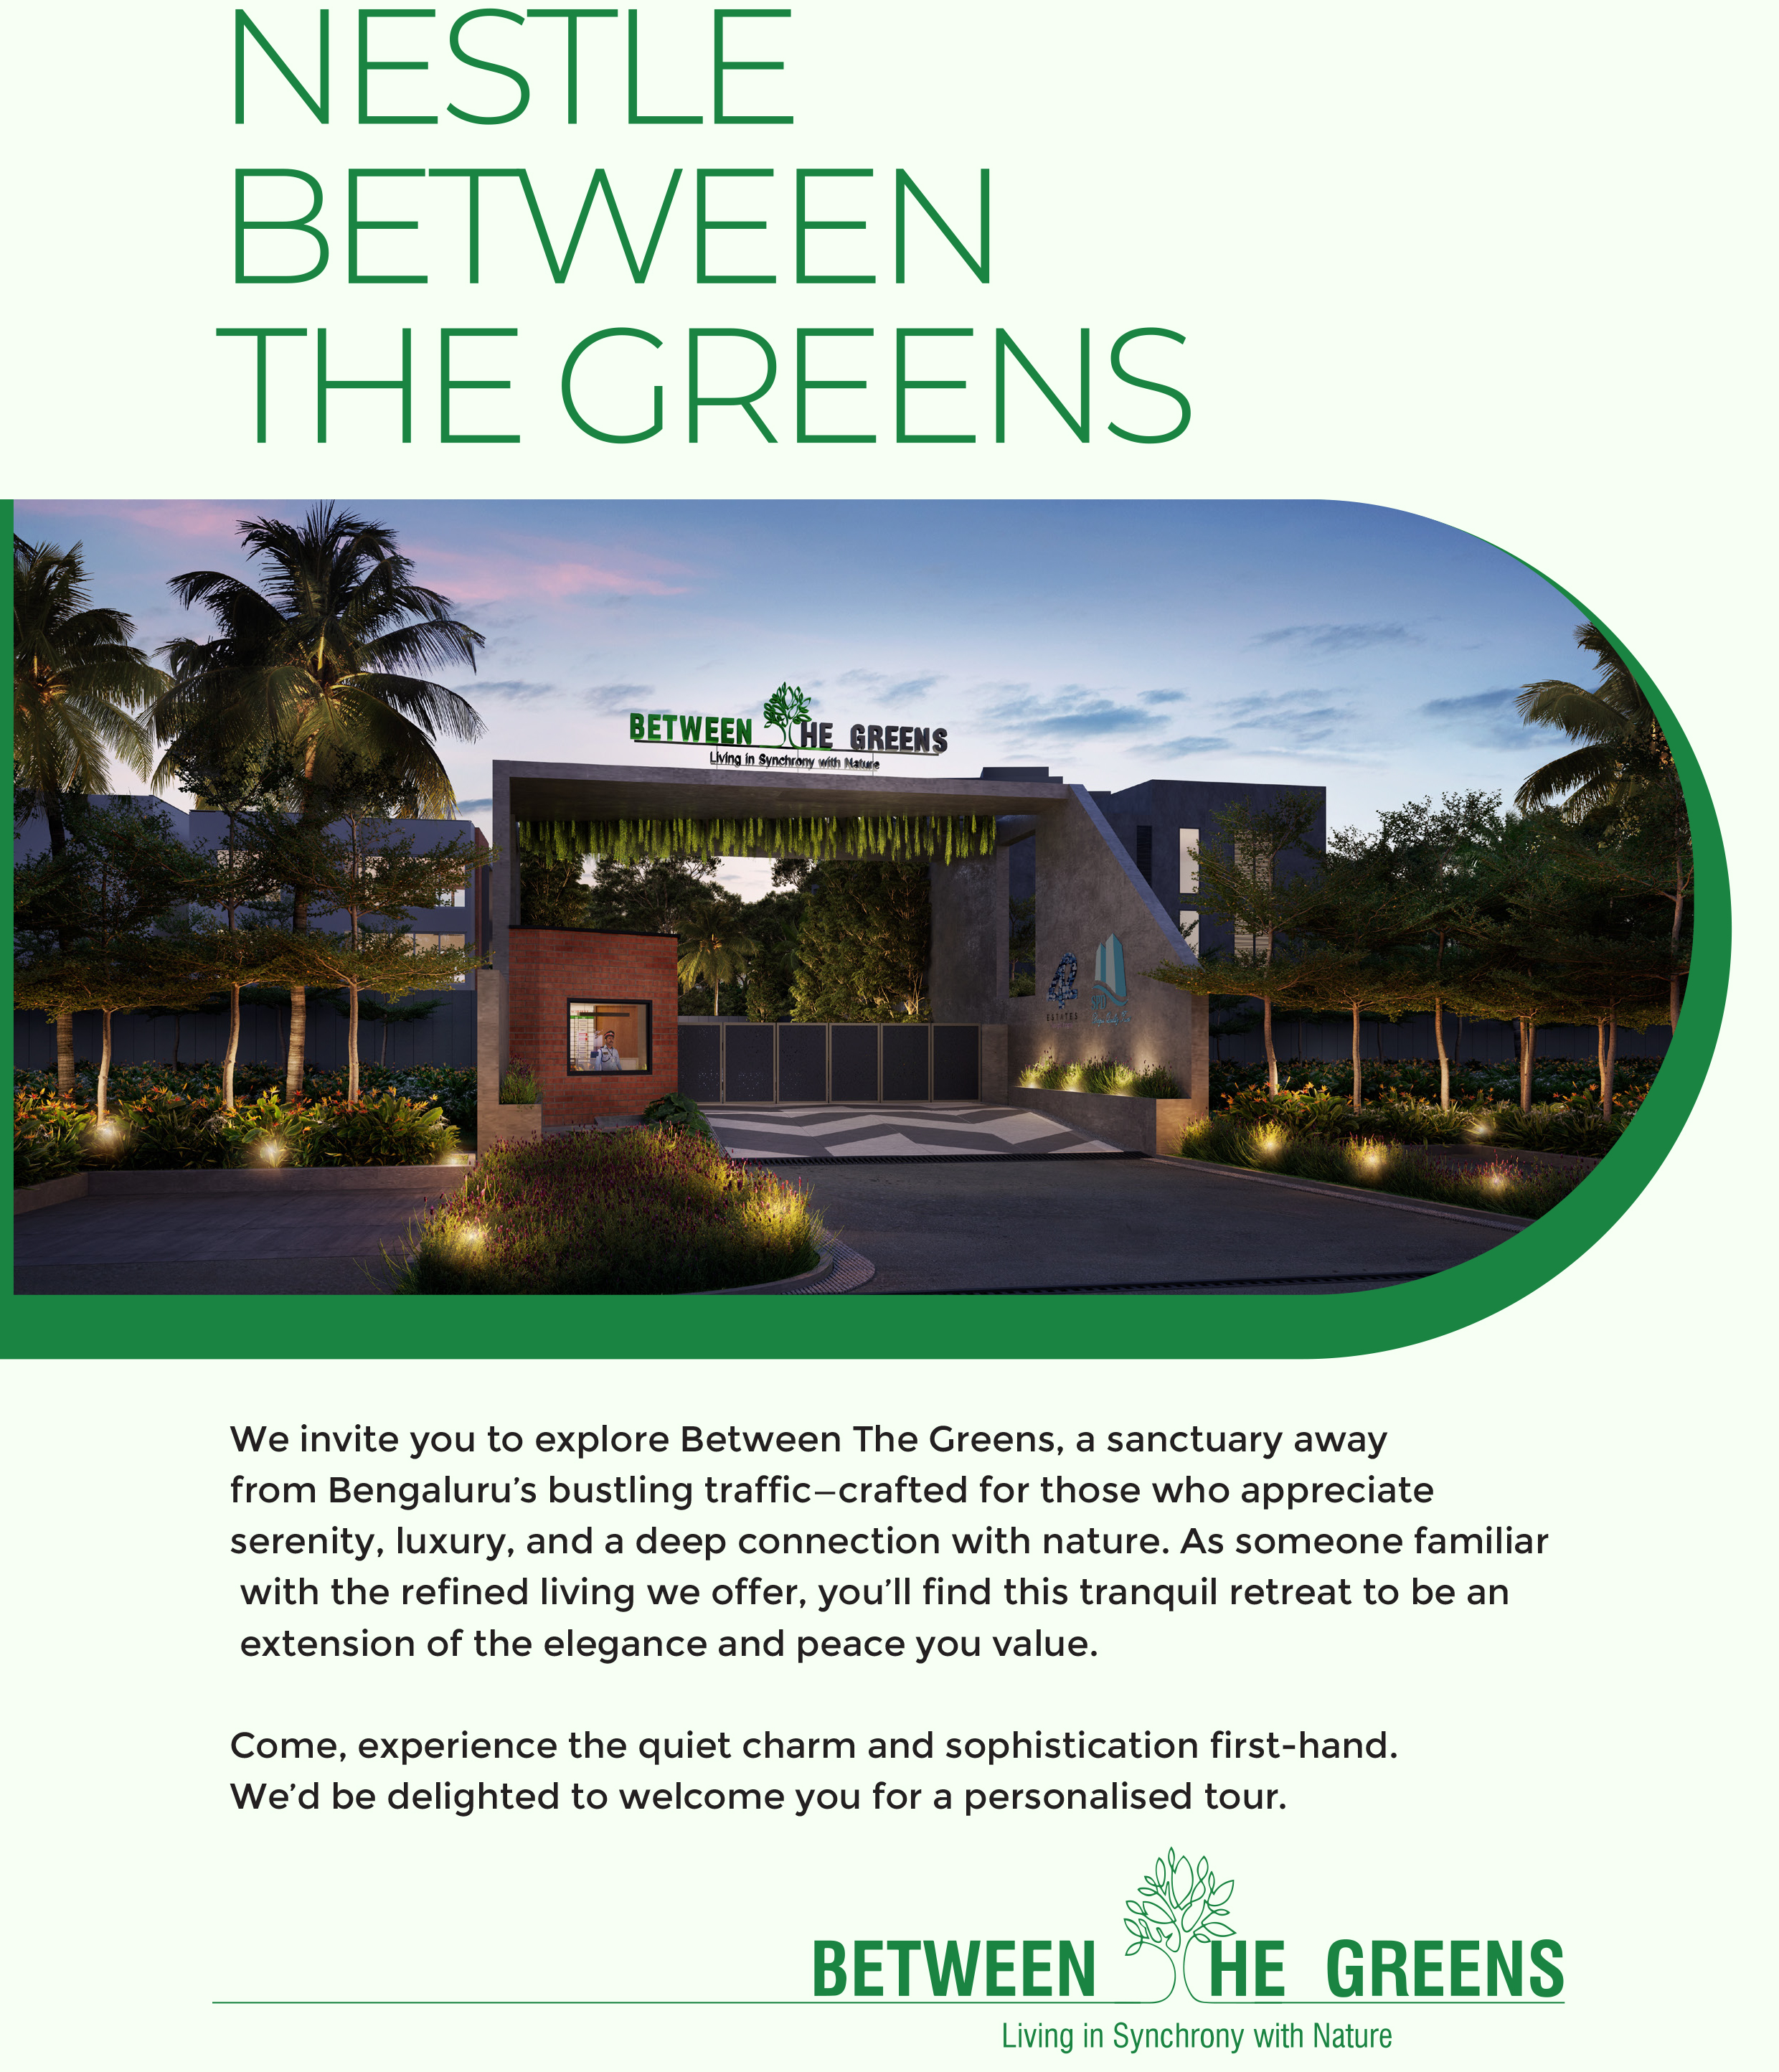 NESTLE
BETWEEN
THE GREENS
BETWEEN HE GREENS
Living in Synchrony with Nature
ESTATES
We invite you to explore Between The Greens, a sanctuary away
from Bengaluru’s bustling traffic—crafted for those who appreciate
serenity, luxury, and a deep connection with nature. As someone familiar
with the refined living we offer, you’ll find this tranquil retreat to be an
extension of the elegance and peace you value.
Come, experience the quiet charm and sophistication first-hand.
We’d be delighted to welcome you for a personalised tour.
BETWEEN HE GREENS
Living in Synchrony with Nature